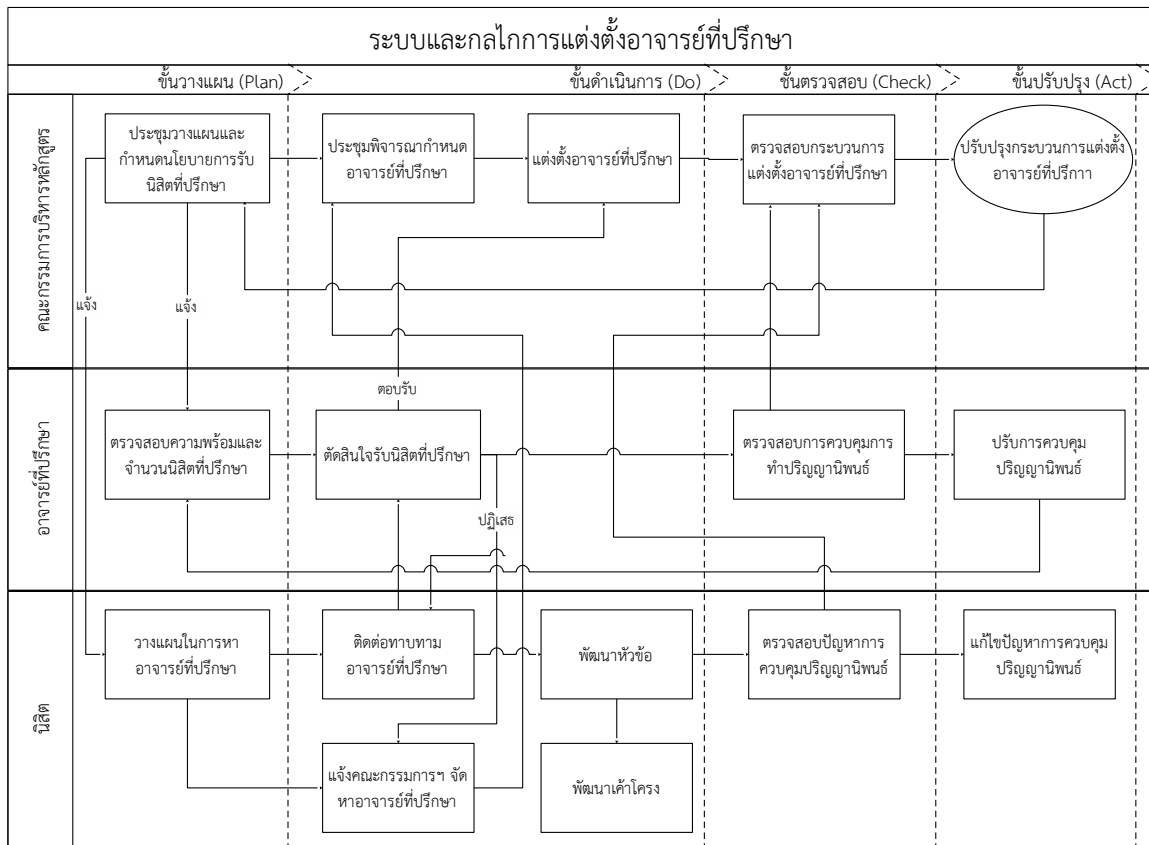 ระบบและกลไกการแต่งตั้งอาจารย์ที่ปรึกษา
ขั้นวางแผน (Plan)
ขั้นดำเนินการ (Do)
ชั้นตรวจสอบ (Check)
ขั้นปรับปรุง (Act)
คณะกรรมการบริหารหลักสูตร
ประชุมวางแผนและ
กำหนดนโยบายการรับ
นิสิตที่ปรึกษา
ประชุมพิจารณากำหนด
อาจารย์ที่ปรึกษา
แต่งตั้งอาจารย์ที่ปรึกษา
ตรวจสอบกระบวนการ
แต่งตั้งอาจารย์ที่ปรึกษา
ปรับปรุงกระบวนการแต่งตั้ง
อาจารย์ที่ปรึกาา
แจ้ง
แจ้ง
ตอบรับ
อาจารย์ที่ปรึกษา
ตรวจสอบความพร้อมและ
จำนวนนิสิตที่ปรึกษา
ตัดสินใจรับนิสิตที่ปรึกษา
ตรวจสอบการควบคุมการ
ทำปริญญานิพนธ์
ปรับการควบคุม
ปริญญานิพนธ์
ปฏิเสธ
นิสิต
วางแผนในการหา
อาจารย์ที่ปรึกษา
ติดต่อทาบทาม
อาจารย์ที่ปรึกษา
พัฒนาหัวข้อ
ตรวจสอบปัญหาการ
ควบคุมปริญญานิพนธ์
แก้ไขปัญหาการควบคุม
ปริญญานิพนธ์
แจ้งคณะกรรมการฯ จัด
หาอาจารย์ที่ปรึกษา
พัฒนาเค้าโครง